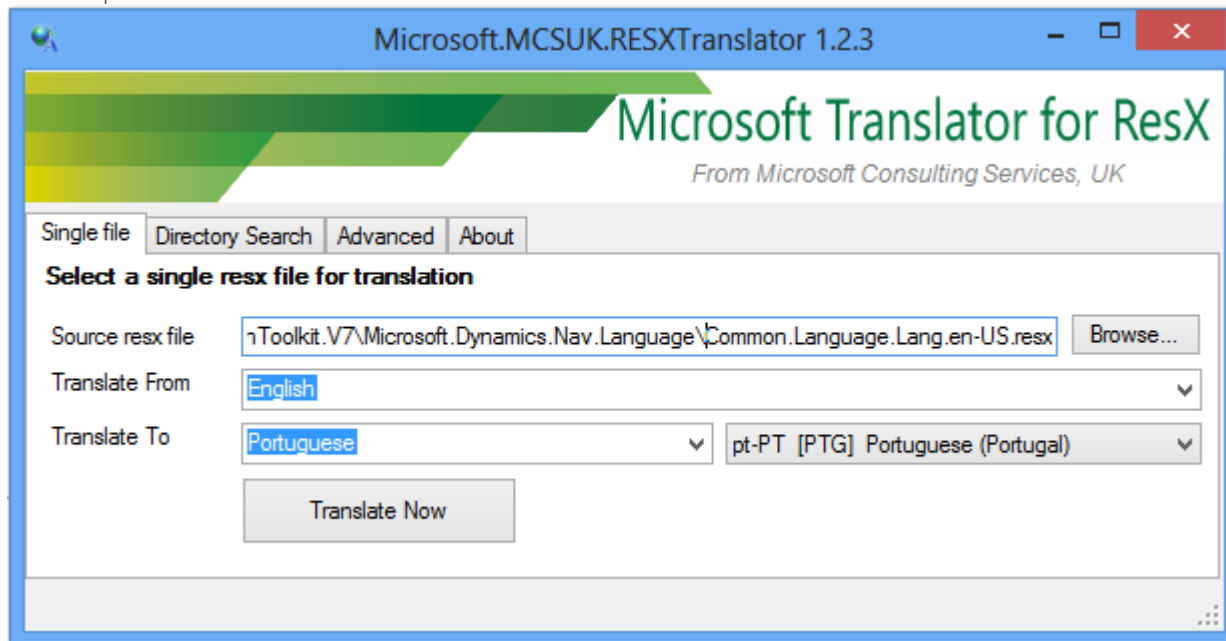 Microsoft.MCSUK.RESXTranslator 1.2.3
Microsoft Translator for ResX
From Microsoft Consulting Services, UK
Single file Directory Search Advanced About
Select a single resx file for translation
Source resx file Toolkit.V7\Microsoft.Dynamics.Nav.Language\Common.Language.Lang.en-US.resx Browse...
Translate From English
Translate To Portuguese pt-PT [PTG] Portuguese (Portugal)
Translate Now